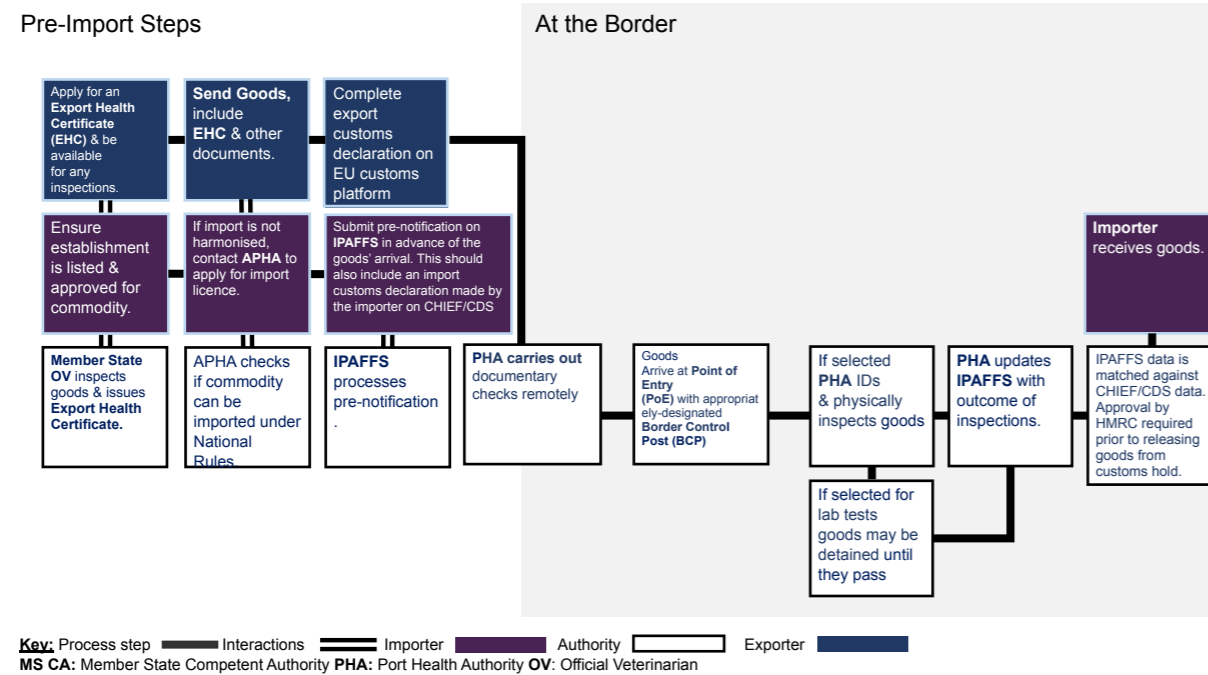 Pre-Import Steps
At the Border
Apply for an
Export Health
Certificate
(EHC) & be
available
for any
inspections.
Send Goods,
include
EHC & other
documents.
Complete
export
customs
declaration on
EU customs
platform
Ensure
establishment
is listed &
approved for
commodity.
If import is not
harmonised,
contact APHA to
apply for import
licence.
Submit pre-notification on
IPAFFS in advance of the
goods’ arrival. This should
also include an import
customs declaration made by
the importer on CHIEF/CDS
Importer
receives goods.
Member State
OV inspects
goods & issues
Export Health
Certificate.
APHA checks
if commodity
can be
imported under
National
Rules
IPAFFS
processes
pre-notification
.
PHA carries out
documentary
checks remotely
Goods
Arrive at Point of
Entry
(PoE) with appropriat
ely-designated
Border Control
Post (BCP)
If selected
PHA IDs
& physically
inspects goods
PHA updates
IPAFFS with
outcome of
inspections.
IPAFFS data is
matched against
CHIEF/CDS data.
Approval by
HMRC required
prior to releasing
goods from
customs hold.
If selected for
lab tests
goods may be
detained until
they pass
Key: Process step Interactions Importer Authority Exporter
MS CA: Member State Competent Authority PHA: Port Health Authority OV: Official Veterinarian